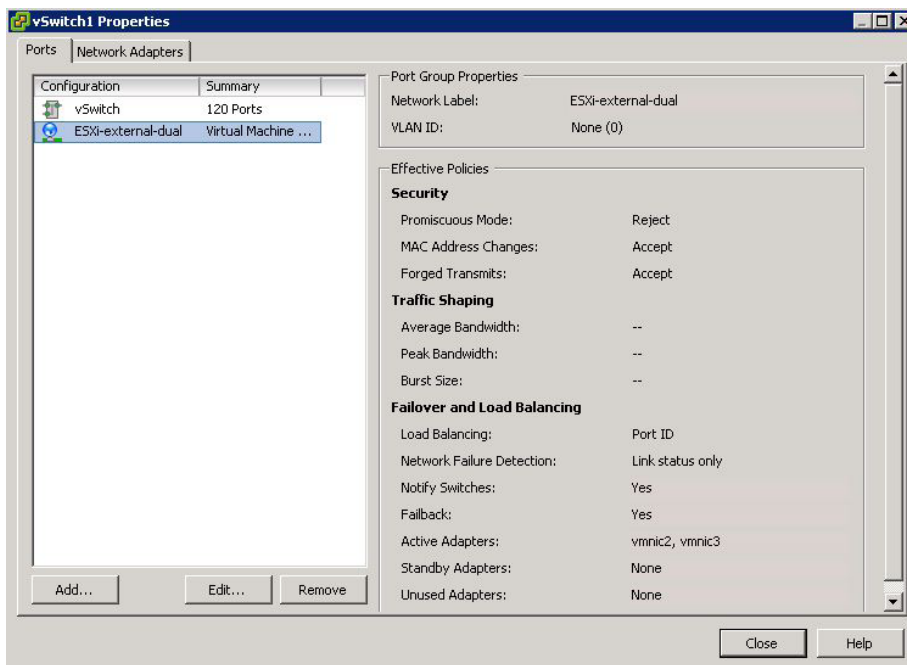 vSwitch1 Properties
Ports
Network Adapters
Configuration
Summary
vSwitch
120 Ports
ESXi-external-dual
Virtual Machine ...
Add...
Edit...
Remove
Port Group Properties
Network Label:
ESXi-external-dual
VLAN ID:
None (0)
Effective Policies
Security
Promiscuous Mode:
Reject
MAC Address Changes:
Accept
Forged Transmits:
Accept
Traffic Shaping
Average Bandwidth:
--
Peak Bandwidth:
--
Burst Size:
--
Failover and Load Balancing
Load Balancing:
Port ID
Network Failure Detection:
Link status only
Notify Switches:
Yes
Failback:
Yes
Active Adapters:
vmnic2, vmnic3
Standby Adapters:
None
Unused Adapters:
None
Close
Help